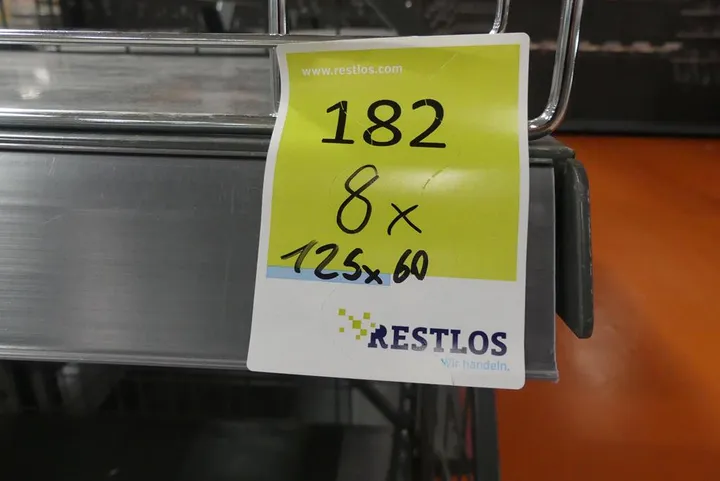 www.restlos.com
182
8x
125x60
RESTLOS
Wir handeln.